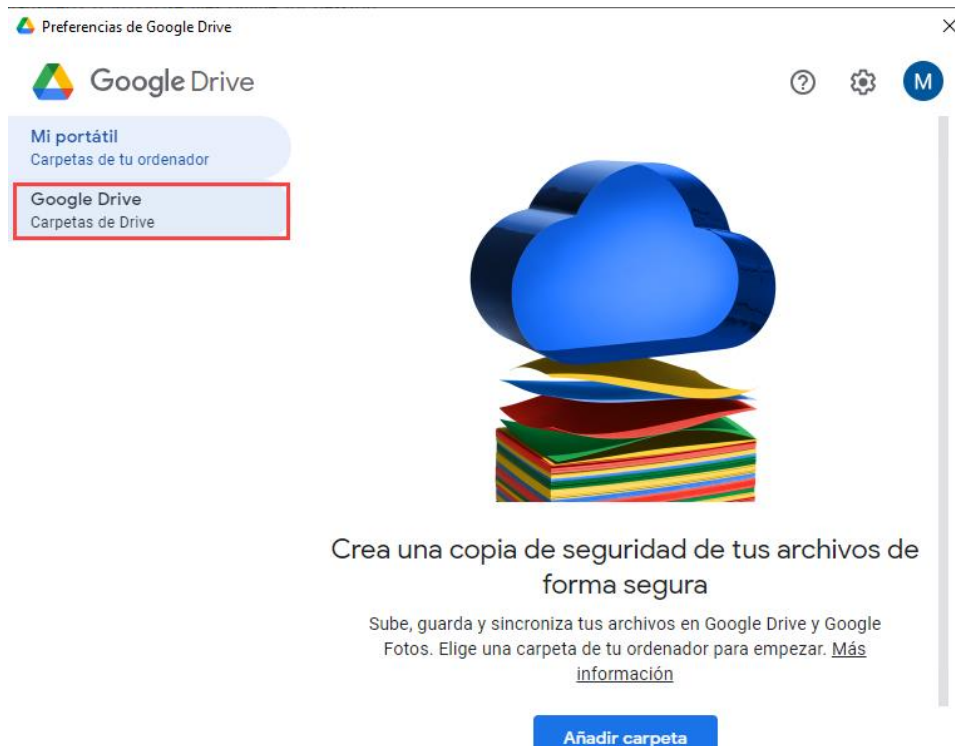 Preferencias de Google Drive
Google Drive
M
Mi portátil
Carpetas de tu ordenador
Google Drive
Carpetas de Drive
Crea una copia de seguridad de tus archivos de
forma segura
Sube, guarda y sincroniza tus archivos en Google Drive y Google
Fotos. Elige una carpeta de tu ordenador para empezar. Más
información
Añadir carpeta